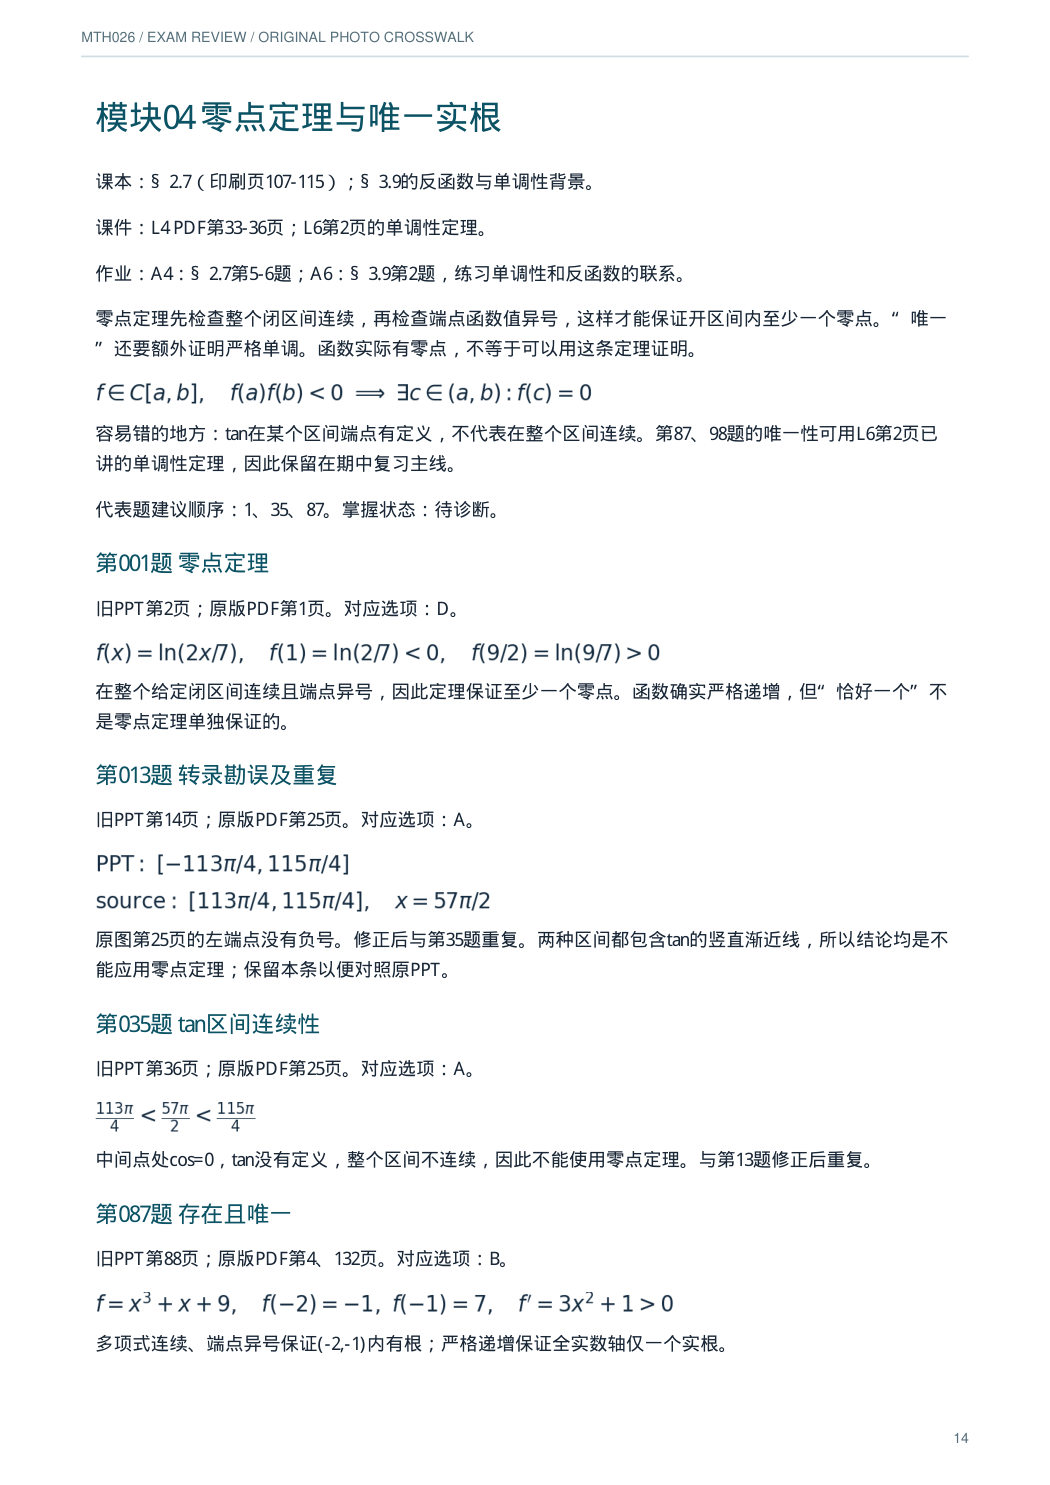 MTH026 / EXAM REVIEW / ORIGINAL PHOTO CROSSWALK
模块04 零点定理与唯一实根
课本：§ 2.7（印刷页107-115）；§ 3.9的反函数与单调性背景。
课件：L4 PDF第33-36页；L6第2页的单调性定理。
作业：A4：§ 2.7第5-6题；A6：§ 3.9第2题，练习单调性和反函数的联系。
零点定理先检查整个闭区间连续，再检查端点函数值异号，这样才能保证开区间内至少一个零点。“唯一
”还要额外证明严格单调。函数实际有零点，不等于可以用这条定理证明。
f ∈ C[a, b], f(a)f(b) < 0 ⟹ ∃c ∈ (a, b) : f(c) = 0
容易错的地方：tan在某个区间端点有定义，不代表在整个区间连续。第87、98题的唯一性可用L6第2页已
讲的单调性定理，因此保留在期中复习主线。
代表题建议顺序：1、35、87。掌握状态：待诊断。
第001题 零点定理
旧PPT第2页；原版PDF第1页。对应选项：D。
f(x) = ln(2x/7), f(1) = ln(2/7) < 0, f(9/2) = ln(9/7) > 0
在整个给定闭区间连续且端点异号，因此定理保证至少一个零点。函数确实严格递增，但“恰好一个”不
是零点定理单独保证的。
第013题 转录勘误及重复
旧PPT第14页；原版PDF第25页。对应选项：A。
PPT : [−113π/4, 115π/4]
source : [113π/4, 115π/4], x = 57π/2
原图第25页的左端点没有负号。修正后与第35题重复。两种区间都包含tan的竖直渐近线，所以结论均是不
能应用零点定理；保留本条以便对照原PPT。
第035题 tan区间连续性
旧PPT第36页；原版PDF第25页。对应选项：A。
113π/4 < 57π/2 < 115π/4
中间点处cos=0，tan没有定义，整个区间不连续，因此不能使用零点定理。与第13题修正后重复。
第087题 存在且唯一
旧PPT第88页；原版PDF第4、132页。对应选项：B。
f = x³ + x + 9, f(−2) = −1, f(−1) = 7, f′ = 3x² + 1 > 0
多项式连续、端点异号保证(-2,-1)内有根；严格递增保证全实数轴仅一个实根。
14